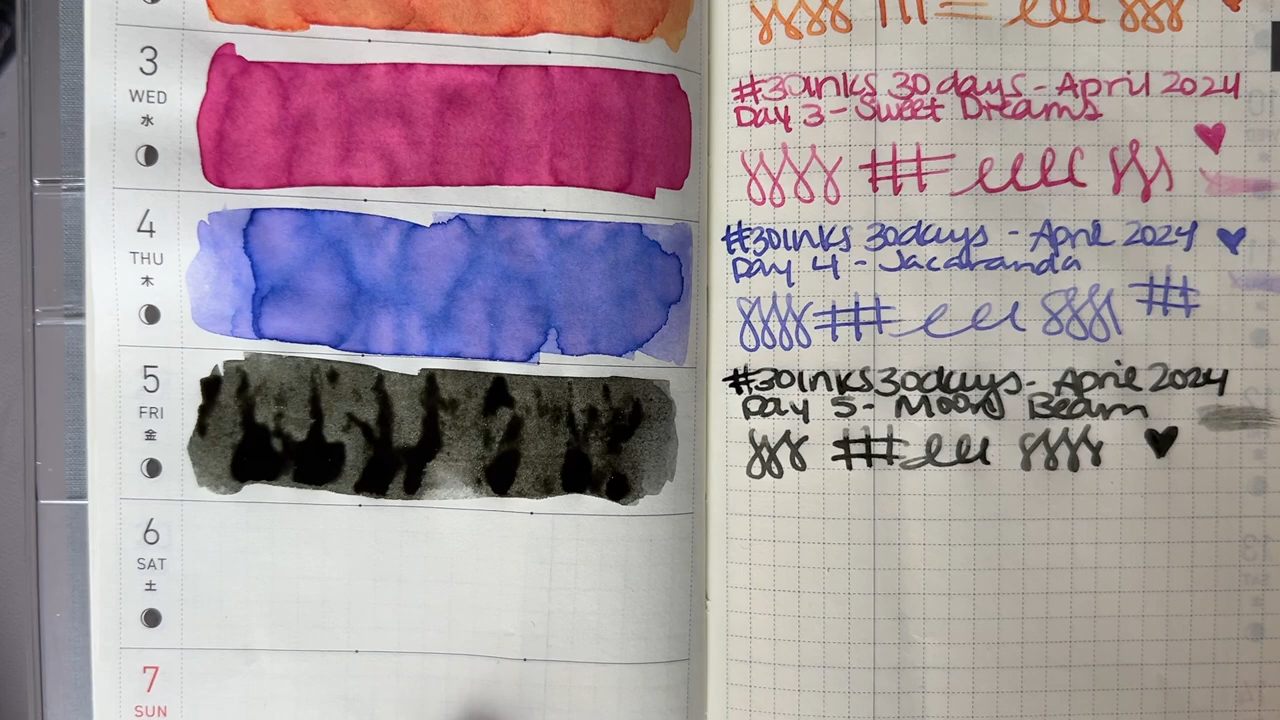 3
WED
水
#30inks 30days - April 2024
Day 3 - Sweet Dreams
4
THU
木
#30inks 30days - April 2024
Day 4 - Jacaranda
5
FRI
金
#30inks30days - April 2024
Day 5 - Moon Beam
6
SAT
土
7
SUN